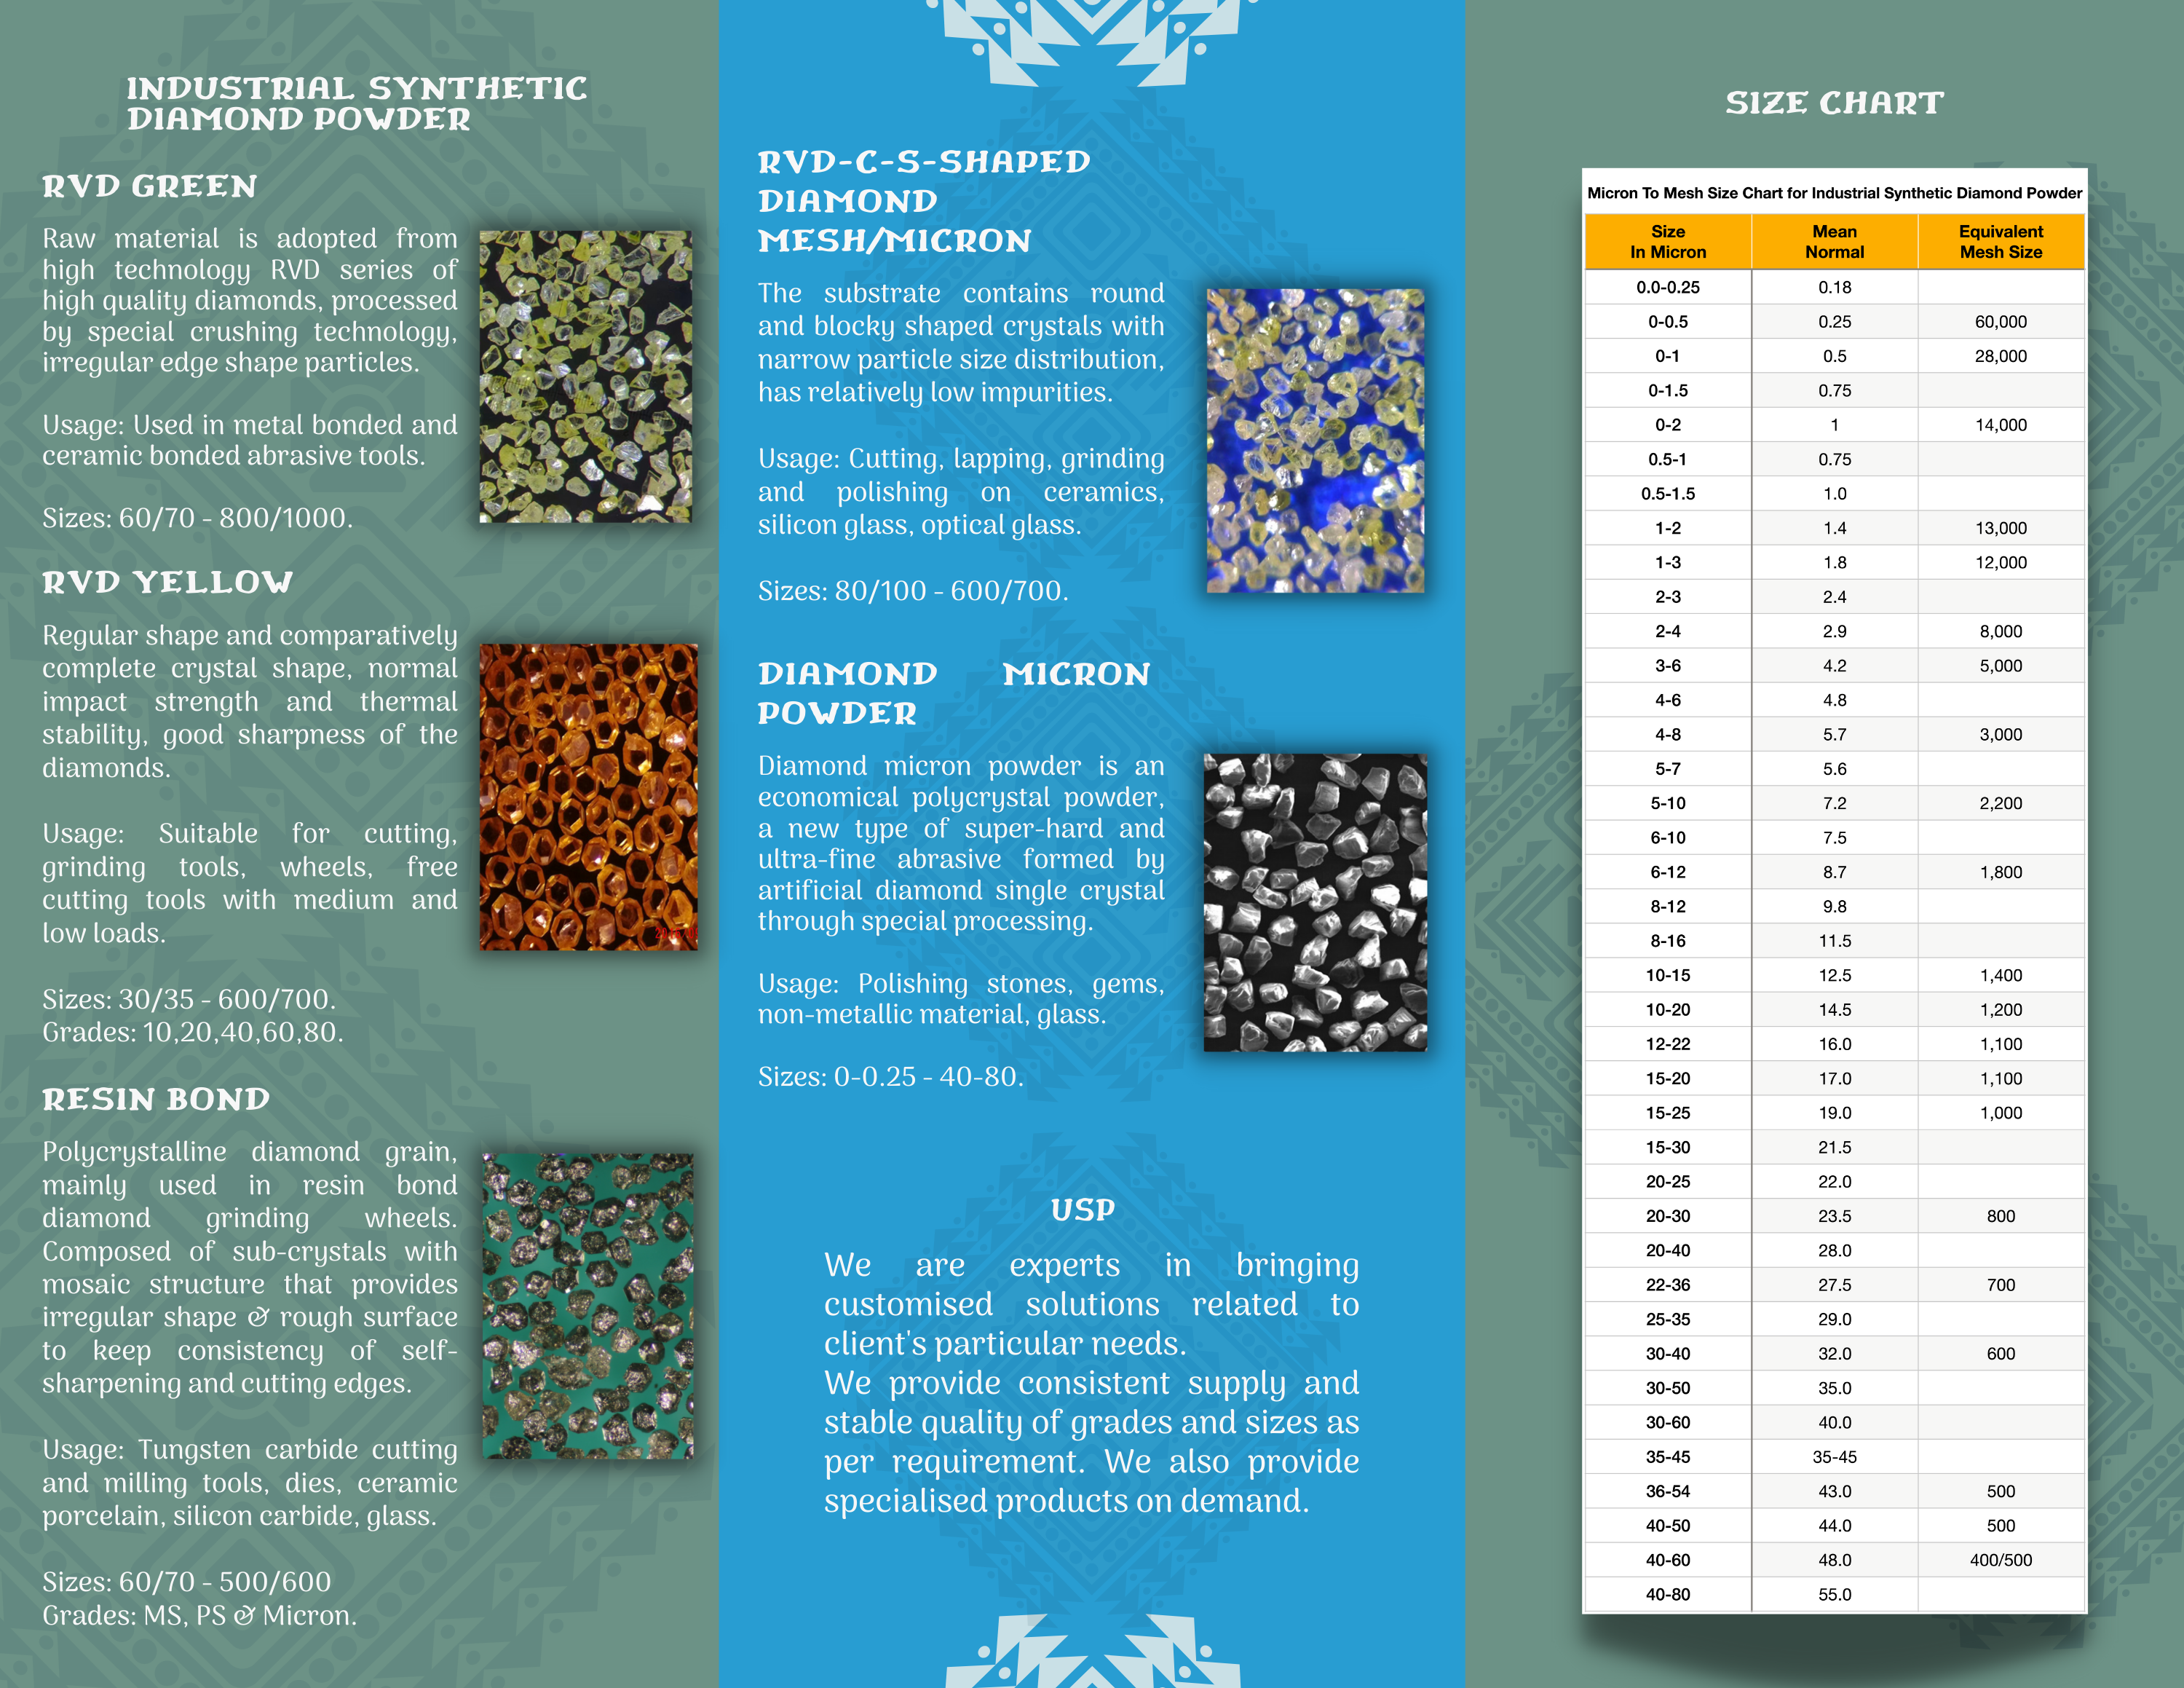 INDUSTRIAL SYNTHETIC
DIAMOND POWDER
RVD GREEN
Raw material is adopted from
high technology RVD series of
high quality diamonds, processed
by special crushing technology,
irregular edge shape particles.
Usage: Used in metal bonded and
ceramic bonded abrasive tools.
Sizes: 60/70 - 800/1000.
RVD YELLOW
Regular shape and comparatively
complete crystal shape, normal
impact strength and thermal
stability, good sharpness of the
diamonds.
Usage: Suitable for cutting,
grinding tools, wheels, free
cutting tools with medium and
low loads.
Sizes: 30/35 - 600/700.
Grades: 10,20,40,60,80.
RESIN BOND
Polycrystalline diamond grain,
mainly used in resin bond
diamond grinding wheels.
Composed of sub-crystals with
mosaic structure that provides
irregular shape & rough surface
to keep consistency of self-
sharpening and cutting edges.
Usage: Tungsten carbide cutting
and milling tools, dies, ceramic
porcelain, silicon carbide, glass.
Sizes: 60/70 - 500/600
Grades: MS, PS & Micron.
RVD-C-S-SHAPED
DIAMOND
MESH/MICRON
The substrate contains round
and blocky shaped crystals with
narrow particle size distribution,
has relatively low impurities.
Usage: Cutting, lapping, grinding
and polishing on ceramics,
silicon glass, optical glass.
Sizes: 80/100 - 600/700.
DIAMOND MICRON
POWDER
Diamond micron powder is an
economical polycrystal powder,
a new type of super-hard and
ultra-fine abrasive formed by
artificial diamond single crystal
through special processing.
Usage: Polishing stones, gems,
non-metallic material, glass.
Sizes: 0-0.25 - 40-80.
USP
We are experts in bringing
customised solutions related to
client's particular needs.
We provide consistent supply and
stable quality of grades and sizes as
per requirement. We also provide
specialised products on demand.
SIZE CHART
Micron To Mesh Size Chart for Industrial Synthetic Diamond Powder
Size In Micron Mean Normal Equivalent Mesh Size
0.0-0.25 0.18
0-0.5 0.25 60,000
0-1 0.5 28,000
0-1.5 0.75
0-2 1 14,000
0.5-1 0.75
0.5-1.5 1.0
1-2 1.4 13,000
1-3 1.8 12,000
2-3 2.4
2-4 2.9 8,000
3-6 4.2 5,000
4-6 4.8
4-8 5.7 3,000
5-7 5.6
5-10 7.2 2,200
6-10 7.5
6-12 8.7 1,800
8-12 9.8
8-16 11.5
10-15 12.5 1,400
10-20 14.5 1,200
12-22 16.0 1,100
15-20 17.0 1,100
15-25 19.0 1,000
15-30 21.5
20-25 22.0
20-30 23.5 800
20-40 28.0
22-36 27.5 700
25-35 29.0
30-40 32.0 600
30-50 35.0
30-60 40.0
35-45 35-45
36-54 43.0 500
40-50 44.0 500
40-60 48.0 400/500
40-80 55.0